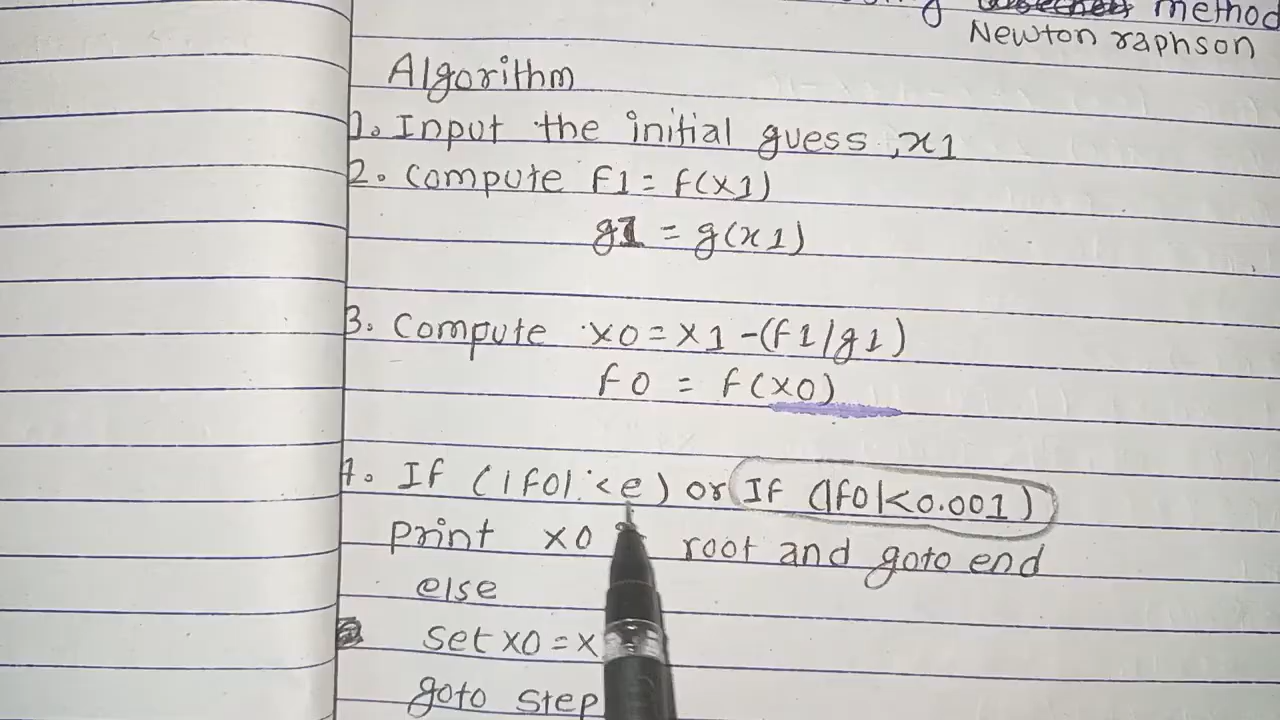 method
Newton raphson
Algorithm
1. Input the initial guess, x1
2. Compute F1 = f(x1)
g1 = g(x1)
3. Compute x0 = x1 - (f1/g1)
f0 = f(x0)
4. If (|f0| < e) or If (|f0|<0.001)
print x0 root and goto end
else
set x0 = x
goto step